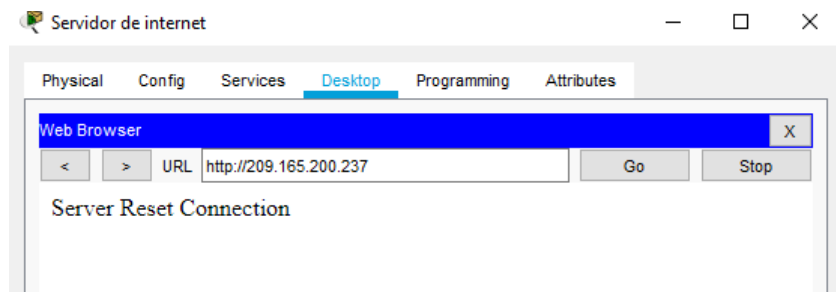 Servidor de internet
Physical Config Services Desktop Programming Attributes
Web Browser X
< > URL http://209.165.200.237 Go Stop
Server Reset Connection